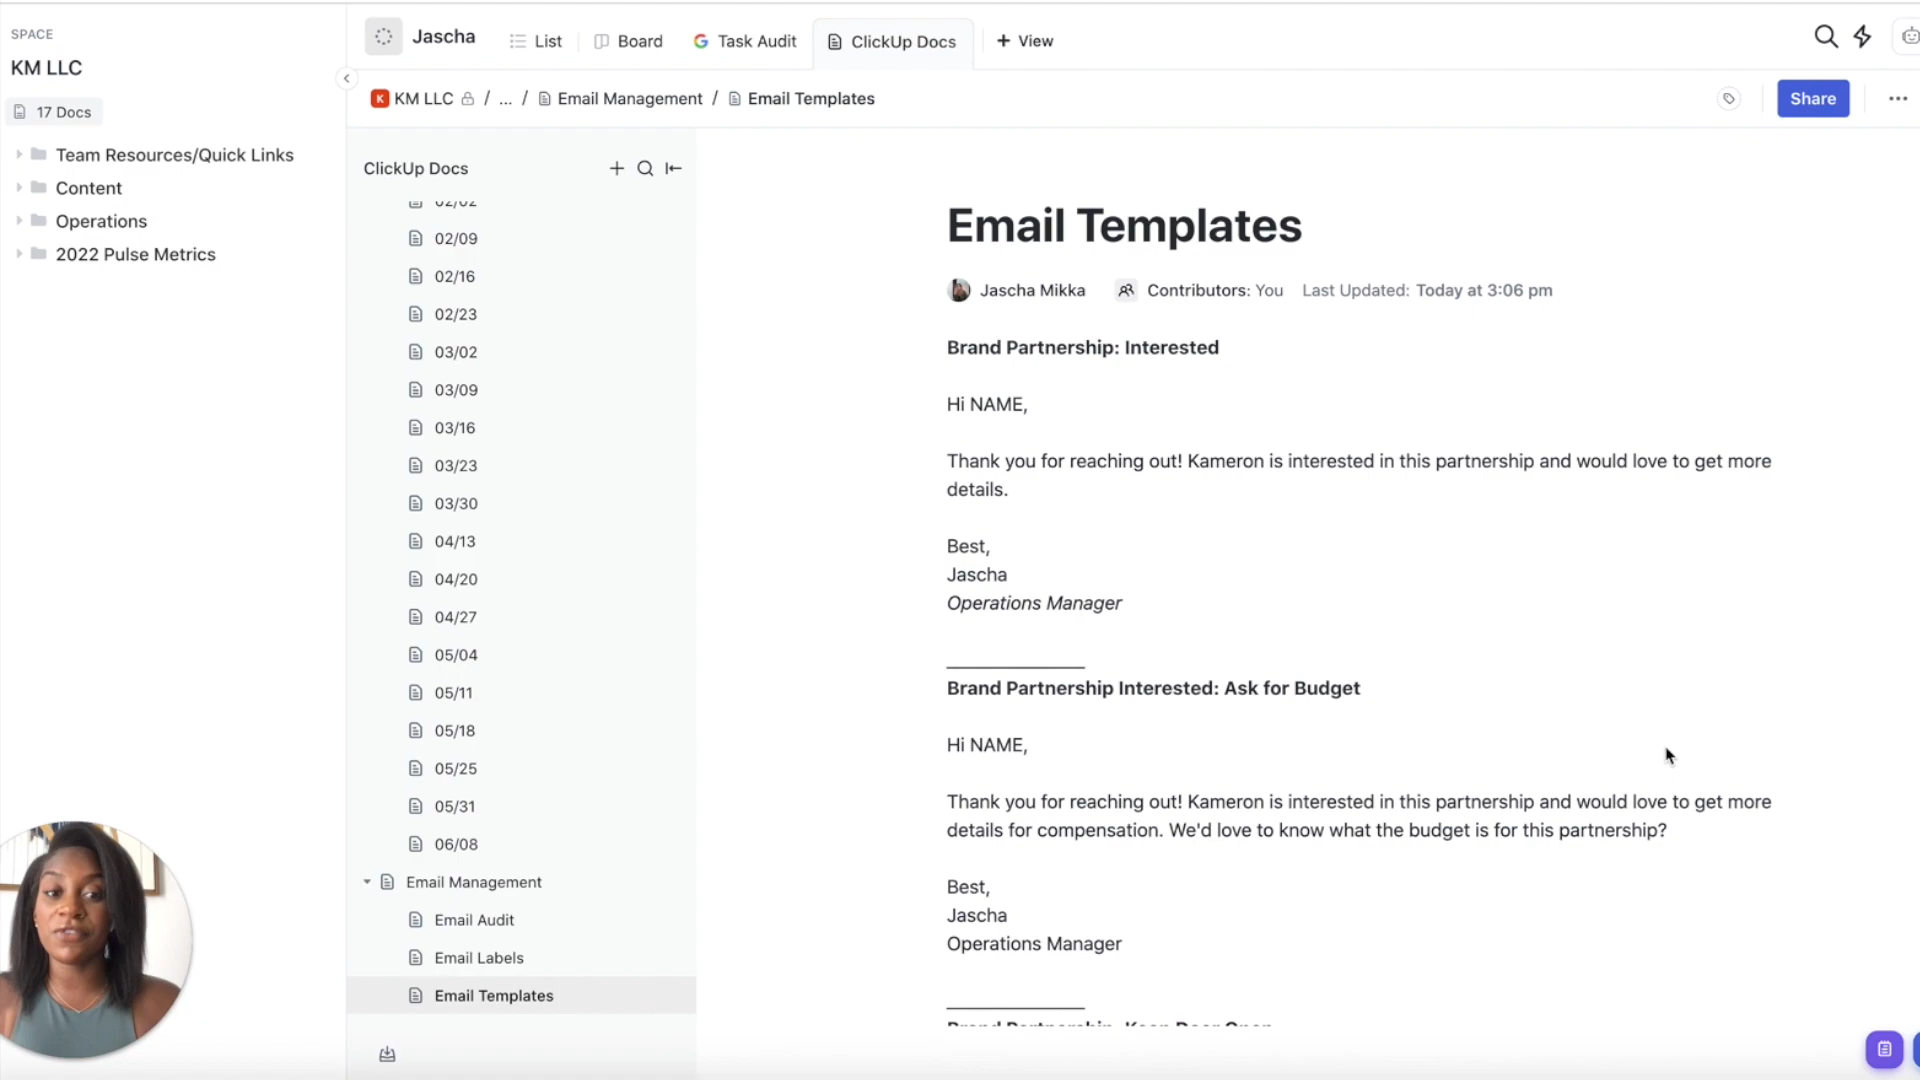 SPACE
KM LLC
17 Docs
Team Resources/Quick Links
Content
Operations
2022 Pulse Metrics
Jascha
List
Board
Task Audit
ClickUp Docs
+ View
K KM LLC / ... / Email Management / Email Templates
Share
ClickUp Docs
02/02
02/09
02/16
02/23
03/02
03/09
03/16
03/23
03/30
04/13
04/20
04/27
05/04
05/11
05/18
05/25
05/31
06/08
Email Management
Email Audit
Email Labels
Email Templates
Email Templates
Jascha Mikka Contributors: You Last Updated: Today at 3:06 pm
Brand Partnership: Interested
Hi NAME,
Thank you for reaching out! Kameron is interested in this partnership and would love to get more
details.
Best,
Jascha
Operations Manager
Brand Partnership Interested: Ask for Budget
Hi NAME,
Thank you for reaching out! Kameron is interested in this partnership and would love to get more
details for compensation. We'd love to know what the budget is for this partnership?
Best,
Jascha
Operations Manager
Brand Partnership: Keep Door Open